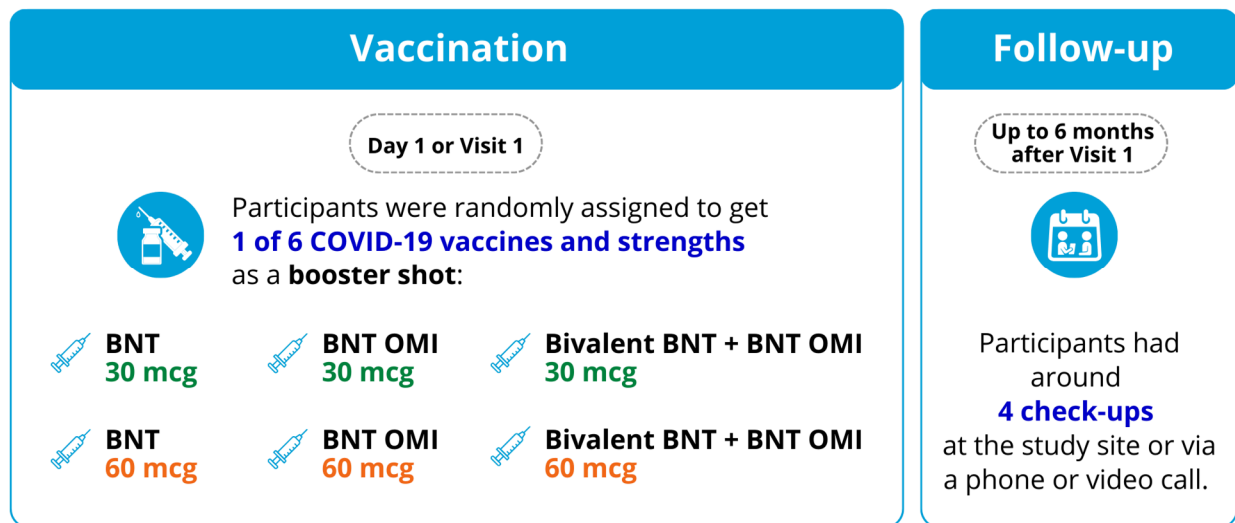 Vaccination
Day 1 or Visit 1
Participants were randomly assigned to get
1 of 6 COVID-19 vaccines and strengths
as a booster shot:
BNT
30 mcg
BNT OMI
30 mcg
Bivalent BNT + BNT OMI
30 mcg
BNT
60 mcg
BNT OMI
60 mcg
Bivalent BNT + BNT OMI
60 mcg
Follow-up
Up to 6 months
after Visit 1
Participants had
around
4 check-ups
at the study site or via
a phone or video call.